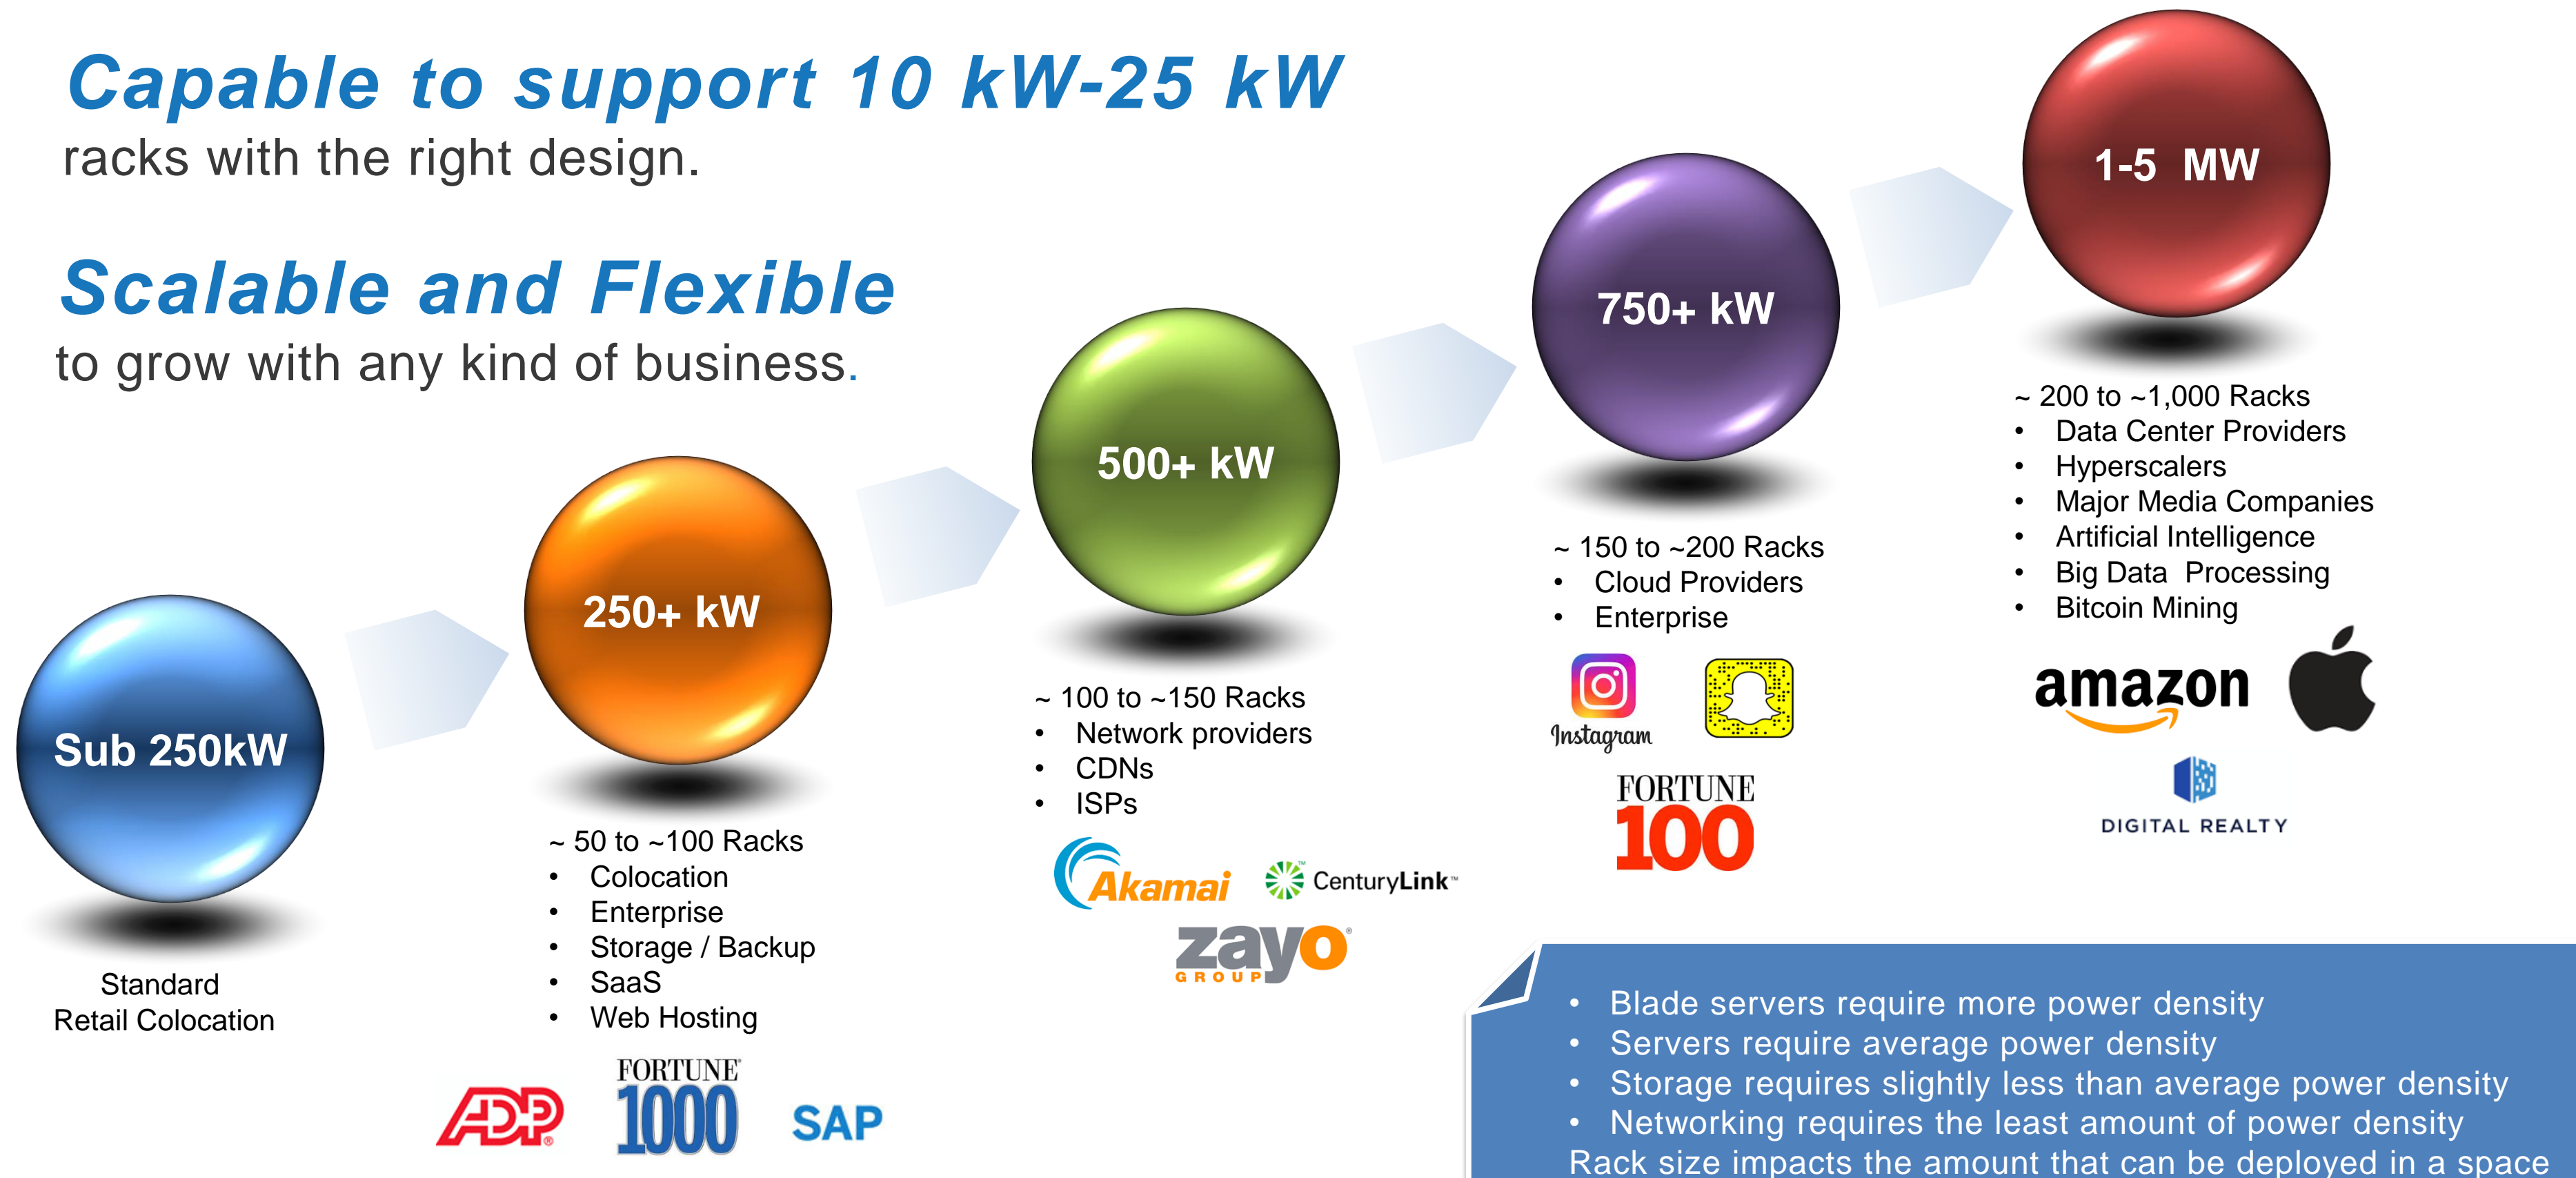 Capable to support 10 kW-25 kW
racks with the right design.
Scalable and Flexible
to grow with any kind of business.
Sub 250kW
Standard
Retail Colocation
250+ kW
~ 50 to ~100 Racks
• Colocation
• Enterprise
• Storage / Backup
• SaaS
• Web Hosting
ADP®
FORTUNE®
1000
SAP
500+ kW
~ 100 to ~150 Racks
• Network providers
• CDNs
• ISPs
Akamai
CenturyLink™
zayo®
GROUP
750+ kW
~ 150 to ~200 Racks
• Cloud Providers
• Enterprise
Instagram
FORTUNE
100
1-5 MW
~ 200 to ~1,000 Racks
• Data Center Providers
• Hyperscalers
• Major Media Companies
• Artificial Intelligence
• Big Data Processing
• Bitcoin Mining
amazon
DIGITAL REALTY
• Blade servers require more power density
• Servers require average power density
• Storage requires slightly less than average power density
• Networking requires the least amount of power density
Rack size impacts the amount that can be deployed in a space